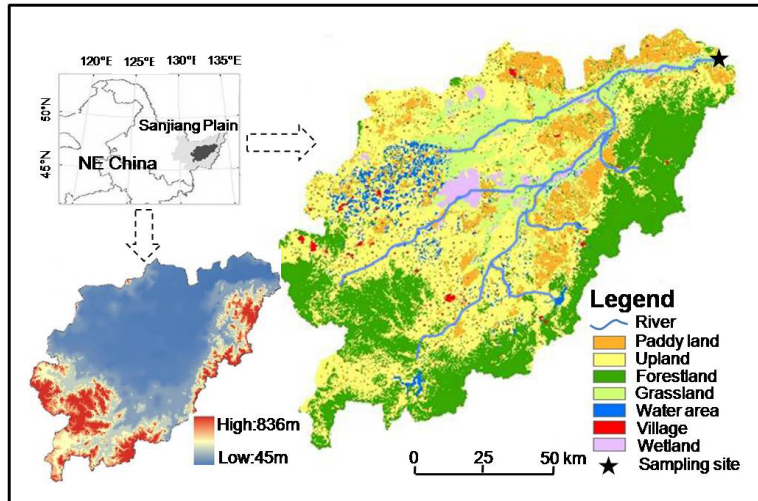 120°E 125°E 130°E 135°E
50°N
45°N
Sanjiang Plain
NE China
High:836m
Low:45m
Legend
River
Paddy land
Upland
Forestland
Grassland
Water area
Village
Wetland
Sampling site
0 25 50 km